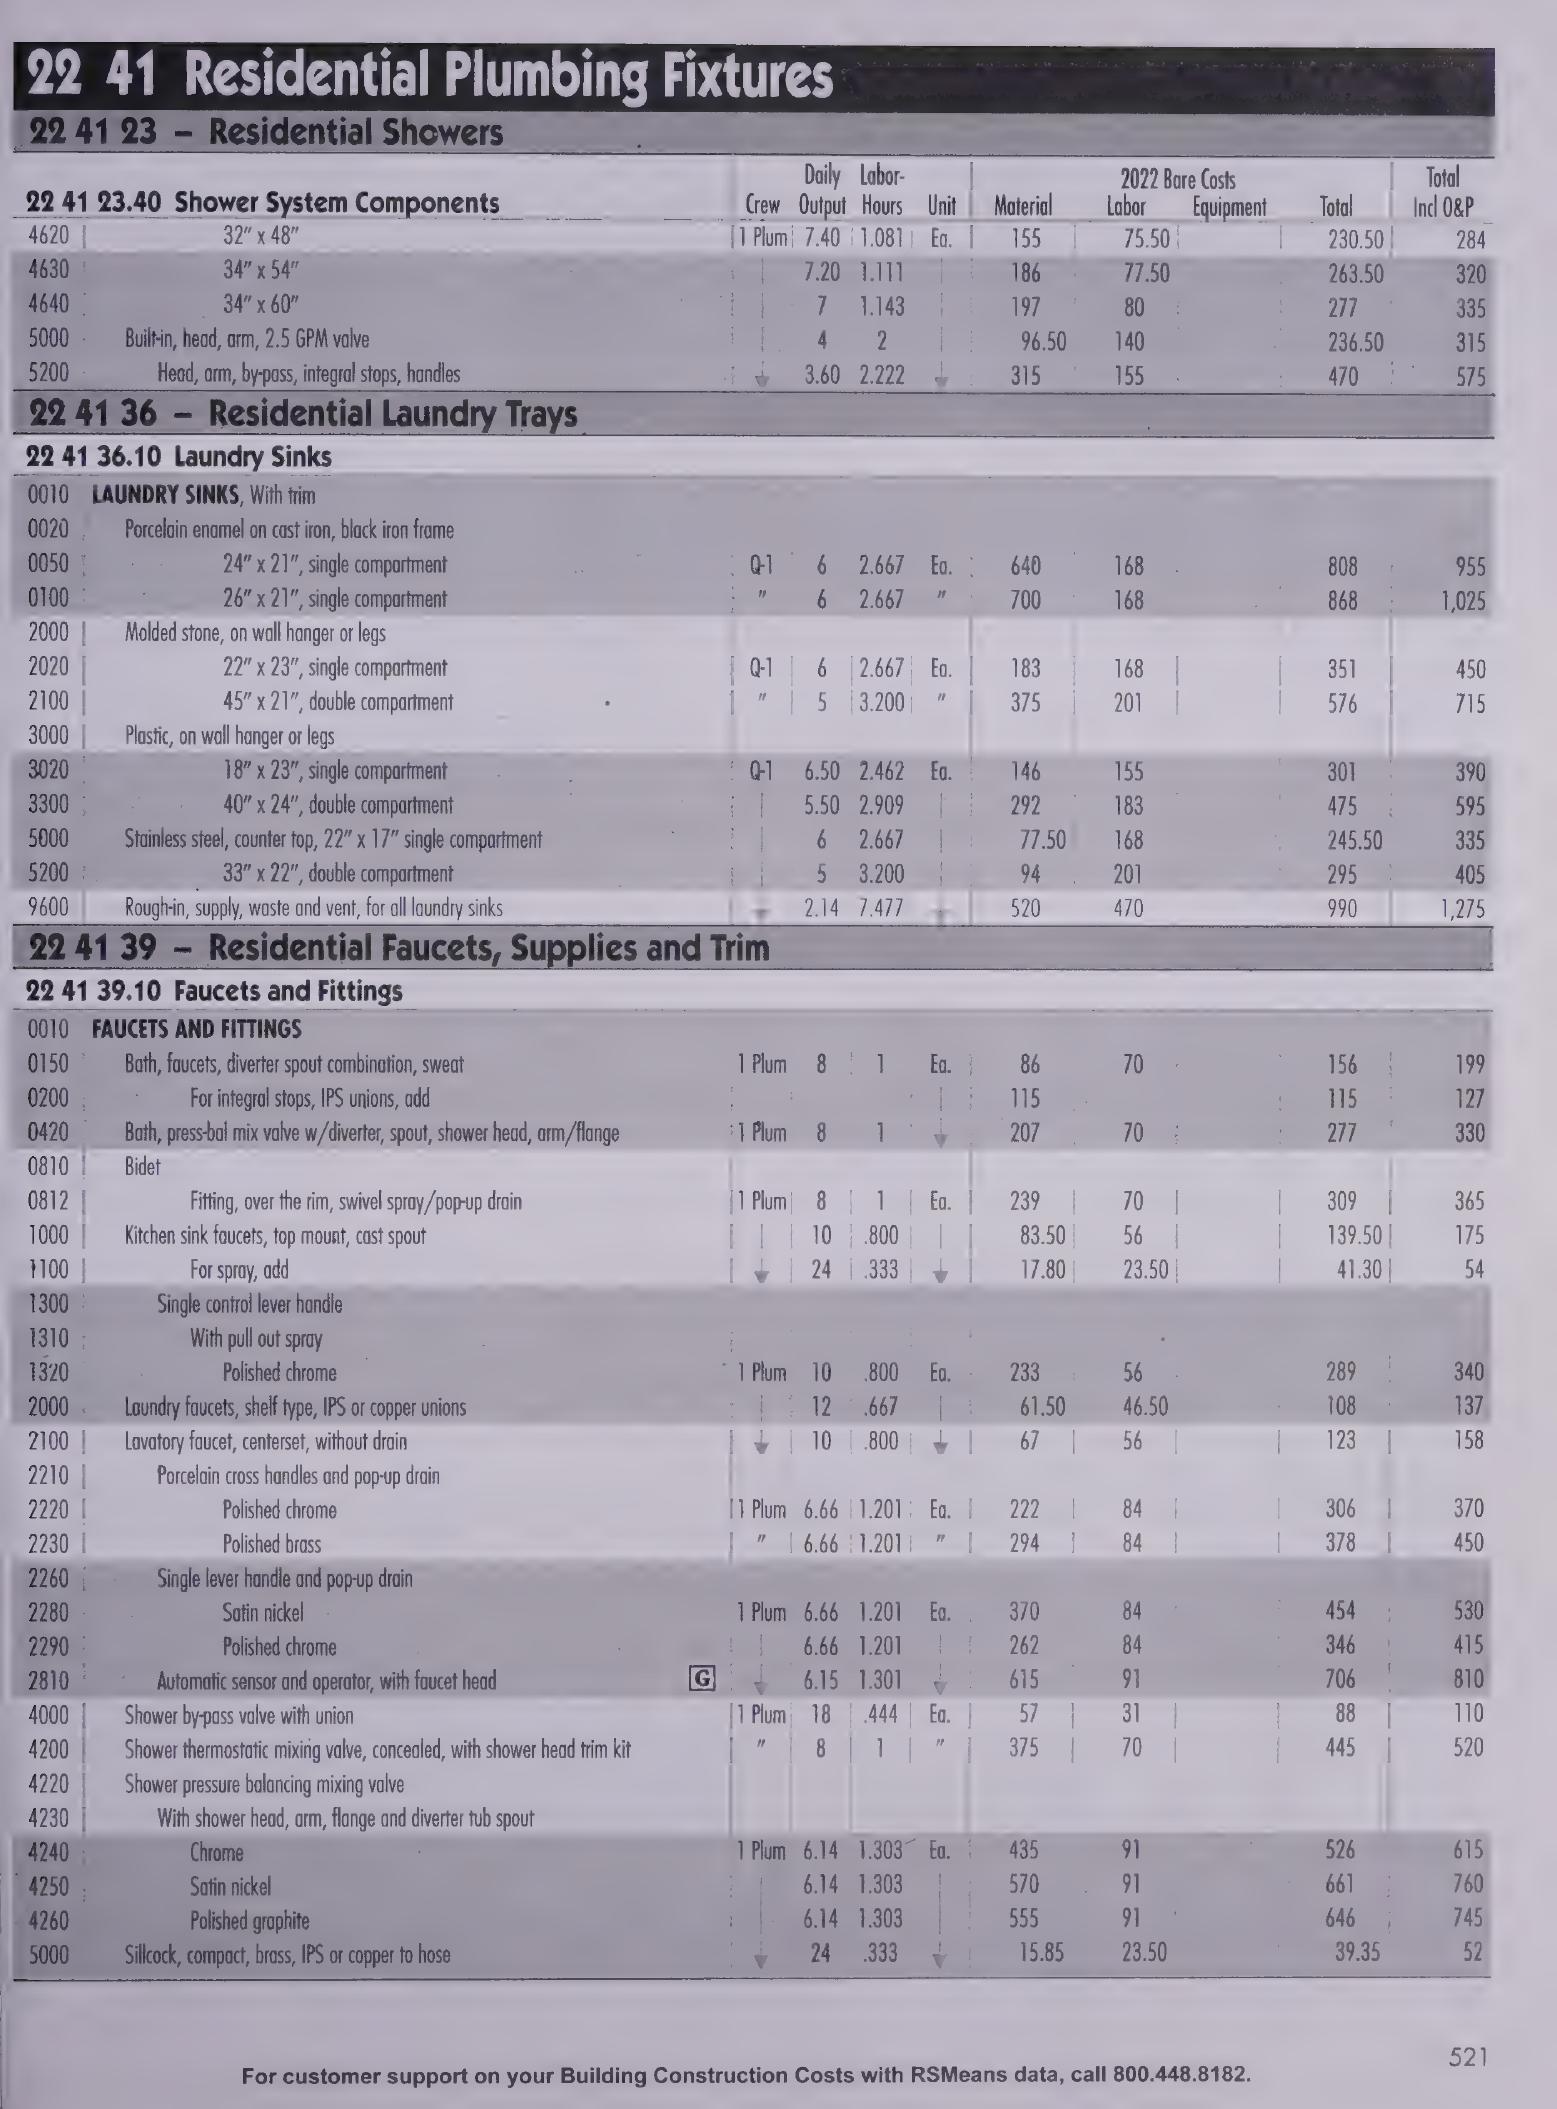 22 41 Residential Plumbing Fixtures
22 41 23 – Residential Showers
Daily Labor- 2022 Bare Costs Total
22 41 23.40 Shower System Components Crew Output Hours Unit Material Labor Equipment Total Incl O&P
4620 32" x 48" 1 Plum 7.40 1.081 Ea. 155 75.50 230.50 284
4630 34" x 54" 7.20 1.111 186 77.50 263.50 320
4640 34" x 60" 7 1.143 197 80 277 335
5000 Built-in, head, arm, 2.5 GPM valve 4 2 96.50 140 236.50 315
5200 Head, arm, by-pass, integral stops, handles 3.60 2.222 315 155 470 575
22 41 36 – Residential Laundry Trays
22 41 36.10 Laundry Sinks
0010 LAUNDRY SINKS, With trim
0020 Porcelain enamel on cast iron, black iron frame
0050 24" x 21", single compartment Q-1 6 2.667 Ea. 640 168 808 955
0100 26" x 21", single compartment " 6 2.667 " 700 168 868 1,025
2000 Molded stone, on wall hanger or legs
2020 22" x 23", single compartment Q-1 6 2.667 Ea. 183 168 351 450
2100 45" x 21", double compartment " 5 3.200 " 375 201 576 715
3000 Plastic, on wall hanger or legs
3020 18" x 23", single compartment Q-1 6.50 2.462 Ea. 146 155 301 390
3300 40" x 24", double compartment 5.50 2.909 292 183 475 595
5000 Stainless steel, counter top, 22" x 17" single compartment 6 2.667 77.50 168 245.50 335
5200 33" x 22", double compartment 5 3.200 94 201 295 405
9600 Rough-in, supply, waste and vent, for all laundry sinks 2.14 7.477 520 470 990 1,275
22 41 39 – Residential Faucets, Supplies and Trim
22 41 39.10 Faucets and Fittings
0010 FAUCETS AND FITTINGS
0150 Bath, faucets, diverter spout combination, sweat 1 Plum 8 1 Ea. 86 70 156 199
0200 For integral stops, IPS unions, add 115 115 127
0420 Bath, press-bal mix valve w/diverter, spout, shower head, arm/flange 1 Plum 8 1 207 70 277 330
0810 Bidet
0812 Fitting, over the rim, swivel spray/pop-up drain 1 Plum 8 1 Ea. 239 70 309 365
1000 Kitchen sink faucets, top mount, cast spout 10 .800 83.50 56 139.50 175
1100 For spray, add 24 .333 17.80 23.50 41.30 54
1300 Single control lever handle
1310 With pull out spray
1320 Polished chrome 1 Plum 10 .800 Ea. 233 56 289 340
2000 Laundry faucets, shelf type, IPS or copper unions 12 .667 61.50 46.50 108 137
2100 Lavatory faucet, centerset, without drain 10 .800 67 56 123 158
2210 Porcelain cross handles and pop-up drain
2220 Polished chrome 1 Plum 6.66 1.201 Ea. 222 84 306 370
2230 Polished brass " 6.66 1.201 " 294 84 378 450
2260 Single lever handle and pop-up drain
2280 Satin nickel 1 Plum 6.66 1.201 Ea. 370 84 454 530
2290 Polished chrome 6.66 1.201 262 84 346 415
2810 Automatic sensor and operator, with faucet head G 6.15 1.301 615 91 706 810
4000 Shower by-pass valve with union 1 Plum 18 .444 Ea. 57 31 88 110
4200 Shower thermostatic mixing valve, concealed, with shower head trim kit " 8 1 " 375 70 445 520
4220 Shower pressure balancing mixing valve
4230 With shower head, arm, flange and diverter tub spout
4240 Chrome 1 Plum 6.14 1.303 Ea. 435 91 526 615
4250 Satin nickel 6.14 1.303 570 91 661 760
4260 Polished graphite 6.14 1.303 555 91 646 745
5000 Sillcock, compact, brass, IPS or copper to hose 24 .333 15.85 23.50 39.35 52
For customer support on your Building Construction Costs with RSMeans data, call 800.448.8182.
521